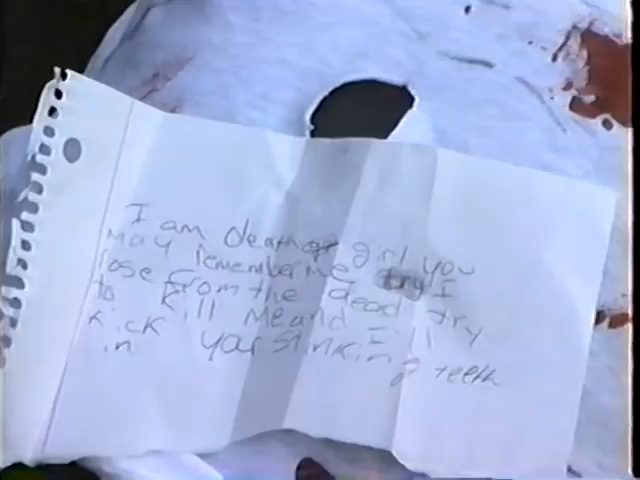 I am death girl you
may remember me I
rose from the dead try
to kill me and I'll
kick in your stinking teeth